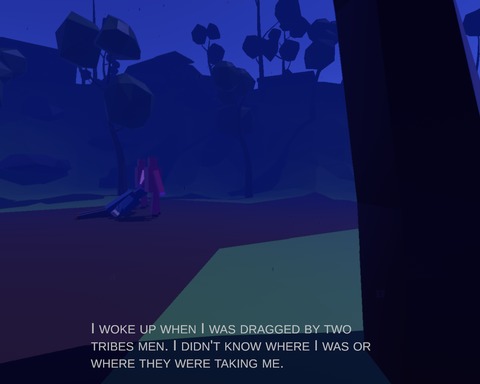 I woke up when I was dragged by two
tribes men. I didn't know where I was or
where they were taking me.